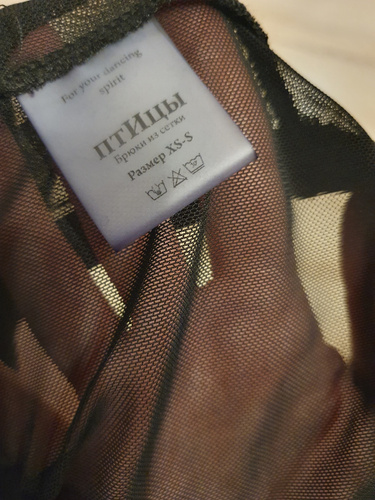 For your dancing
spirit
птИцы
Брюки из сетки
Размер XS-S